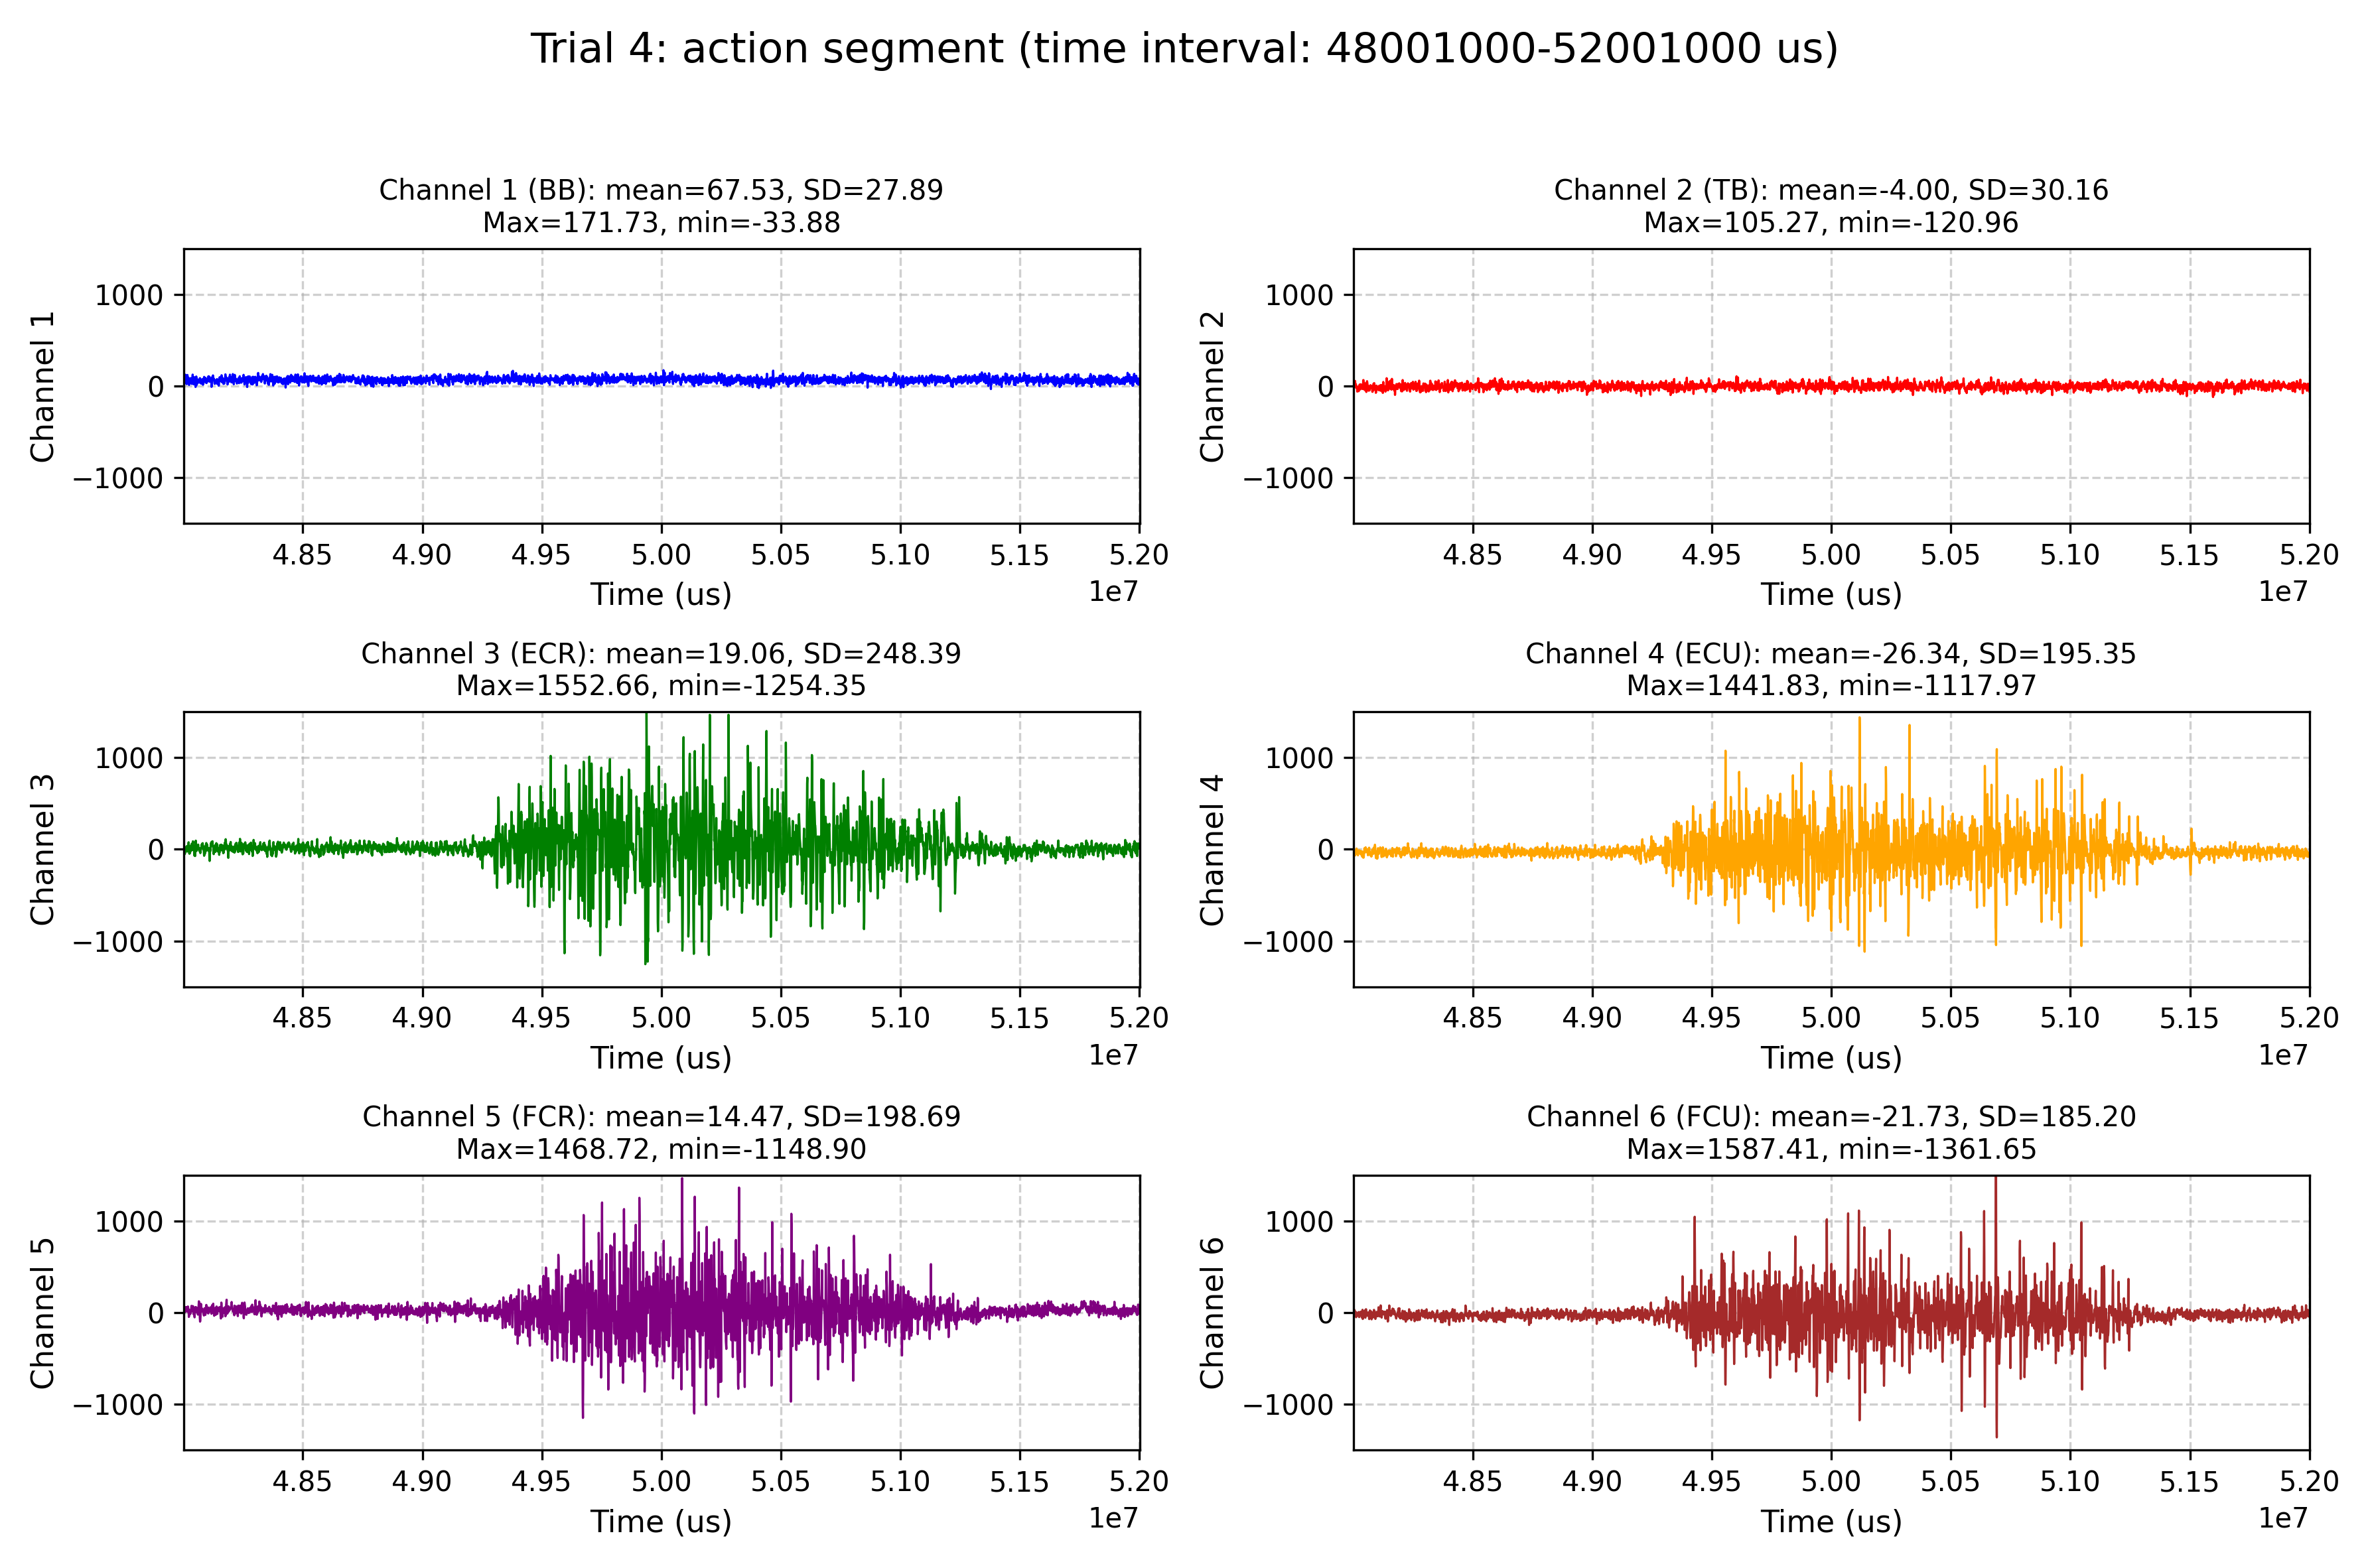 Trial 4: action segment (time interval: 48001000-52001000 us)
Channel 1 (BB): mean=67.53, SD=27.89
Max=171.73, min=-33.88
Channel 1
1000
0
−1000
4.85 4.90 4.95 5.00 5.05 5.10 5.15 5.20
1e7
Time (us)
Channel 2 (TB): mean=-4.00, SD=30.16
Max=105.27, min=-120.96
Channel 2
1000
0
−1000
4.85 4.90 4.95 5.00 5.05 5.10 5.15 5.20
1e7
Time (us)
Channel 3 (ECR): mean=19.06, SD=248.39
Max=1552.66, min=-1254.35
Channel 3
1000
0
−1000
4.85 4.90 4.95 5.00 5.05 5.10 5.15 5.20
1e7
Time (us)
Channel 4 (ECU): mean=-26.34, SD=195.35
Max=1441.83, min=-1117.97
Channel 4
1000
0
−1000
4.85 4.90 4.95 5.00 5.05 5.10 5.15 5.20
1e7
Time (us)
Channel 5 (FCR): mean=14.47, SD=198.69
Max=1468.72, min=-1148.90
Channel 5
1000
0
−1000
4.85 4.90 4.95 5.00 5.05 5.10 5.15 5.20
1e7
Time (us)
Channel 6 (FCU): mean=-21.73, SD=185.20
Max=1587.41, min=-1361.65
Channel 6
1000
0
−1000
4.85 4.90 4.95 5.00 5.05 5.10 5.15 5.20
1e7
Time (us)